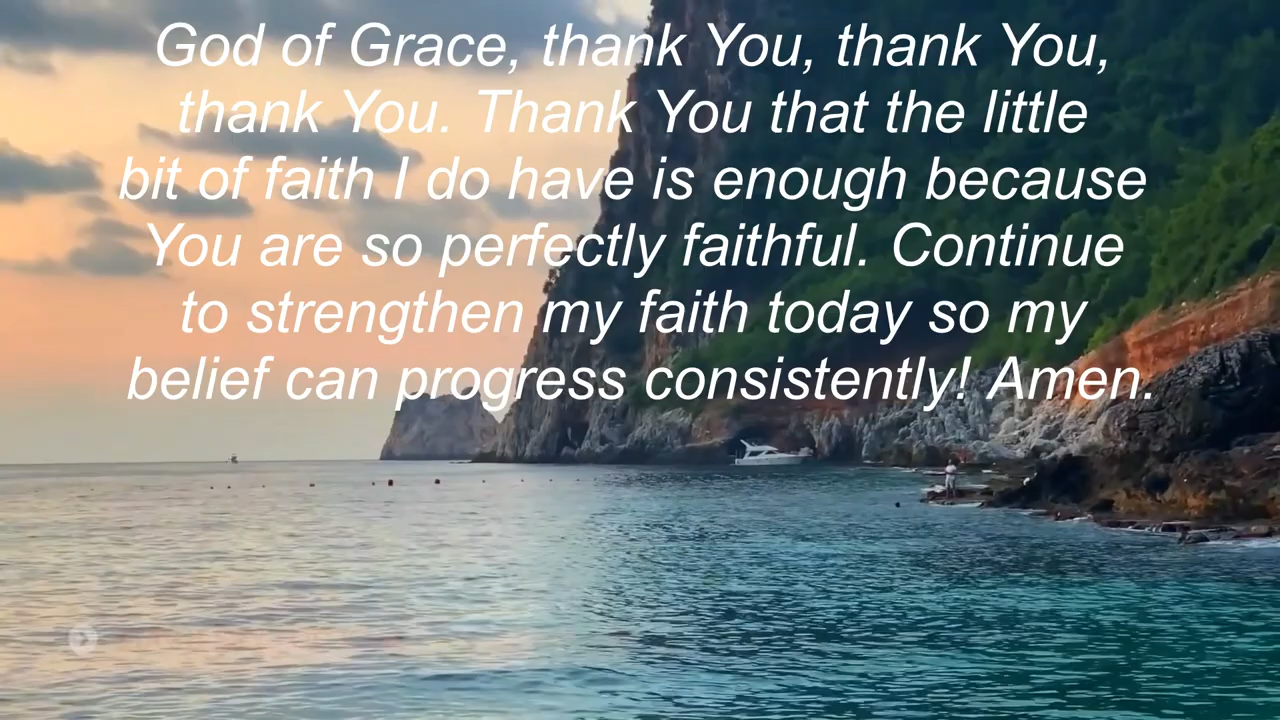 God of Grace, thank You, thank You,
thank You. Thank You that the little
bit of faith I do have is enough because
You are so perfectly faithful. Continue
to strengthen my faith today so my
belief can progress consistently! Amen.